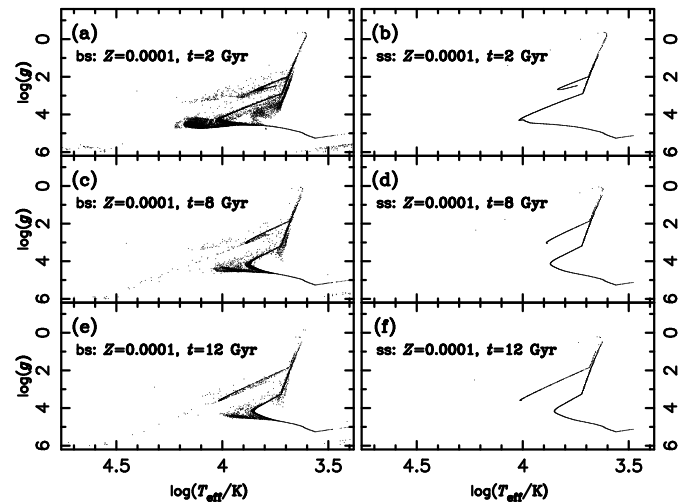 (a)
bs: Z=0.0001, t=2 Gyr
(b)
ss: Z=0.0001, t=2 Gyr
log(g)
0
2
4
6
0
2
4
6
(c)
bs: Z=0.0001, t=8 Gyr
(d)
ss: Z=0.0001, t=8 Gyr
log(g)
0
2
4
6
0
2
4
6
(e)
bs: Z=0.0001, t=12 Gyr
(f)
ss: Z=0.0001, t=12 Gyr
log(g)
0
2
4
6
0
2
4
6
4.5
4
3.5
4.5
4
3.5
log(Teff/K)
log(Teff/K)